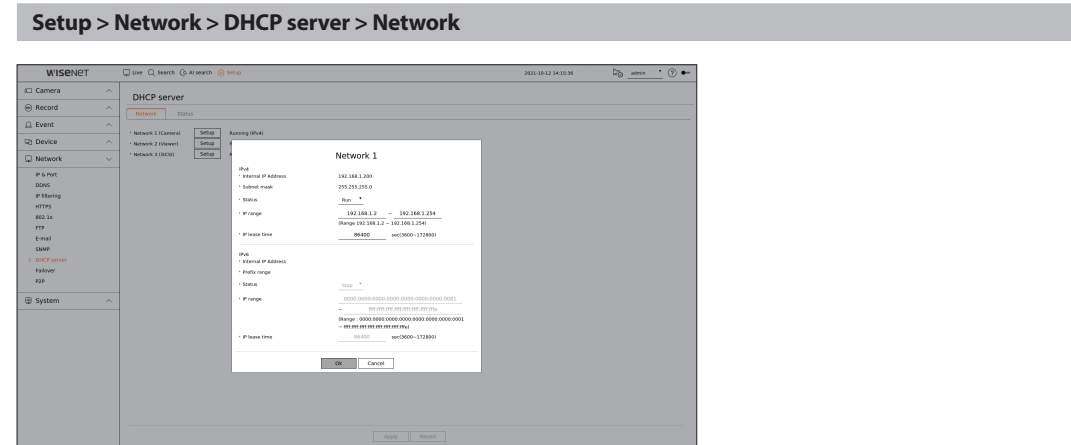 Setup > Network > DHCP server > Network
WISENET
Live Search AI search Setup
2021-10-12 14:15:36
admin
Camera
Record
Event
Device
Network
IP & Port
DDNS
IP filtering
HTTPS
802.1x
FTP
E-mail
SNMP
DHCP server
Failover
P2P
System
DHCP server
Network Status
Network 1 (Camera) Setup Running (IPv4)
Network 2 (Viewer) Setup
Network 3 (iSCSI) Setup
Network 1
IPv4
Internal IP Address 192.168.1.200
Subnet mask 255.255.255.0
Status Run
IP range 192.168.1.2 ~ 192.168.1.254
(Range 192.168.1.2 ~ 192.168.1.254)
IP lease time 86400 sec(3600~172800)
IPv6
Internal IP Address
Prefix range
Status Stop
IP range 0000:0000:0000:0000:0000:0000:0000:0001
~ ffff:ffff:ffff:ffff:ffff:ffff:ffff:fffe
(Range : 0000:0000:0000:0000:0000:0000:0000:0001
~ ffff:ffff:ffff:ffff:ffff:ffff:ffff:fffe)
IP lease time 86400 sec(3600~172800)
OK Cancel
Apply Revert